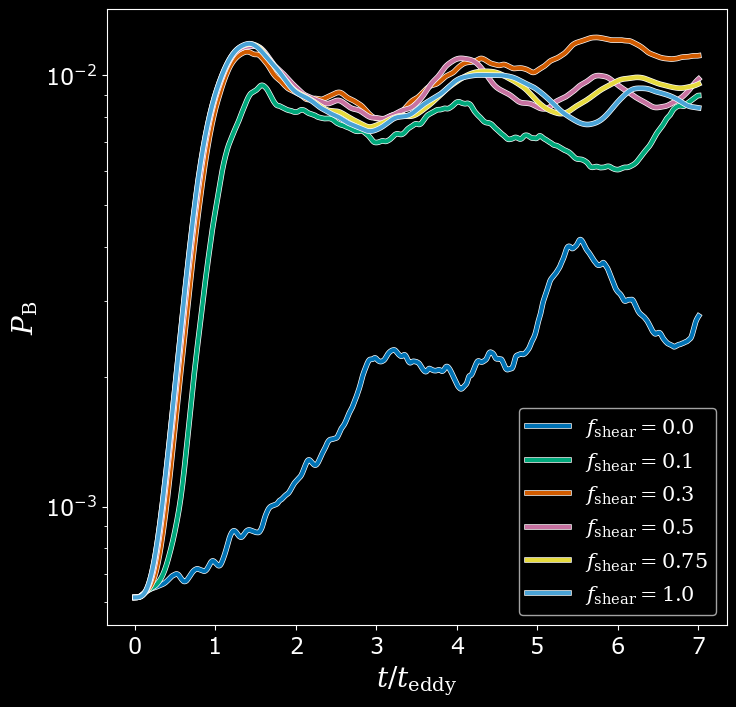 10⁻²
P_B
10⁻³
f_shear = 0.0
f_shear = 0.1
f_shear = 0.3
f_shear = 0.5
f_shear = 0.75
f_shear = 1.0
0 1 2 3 4 5 6 7
t/t_eddy